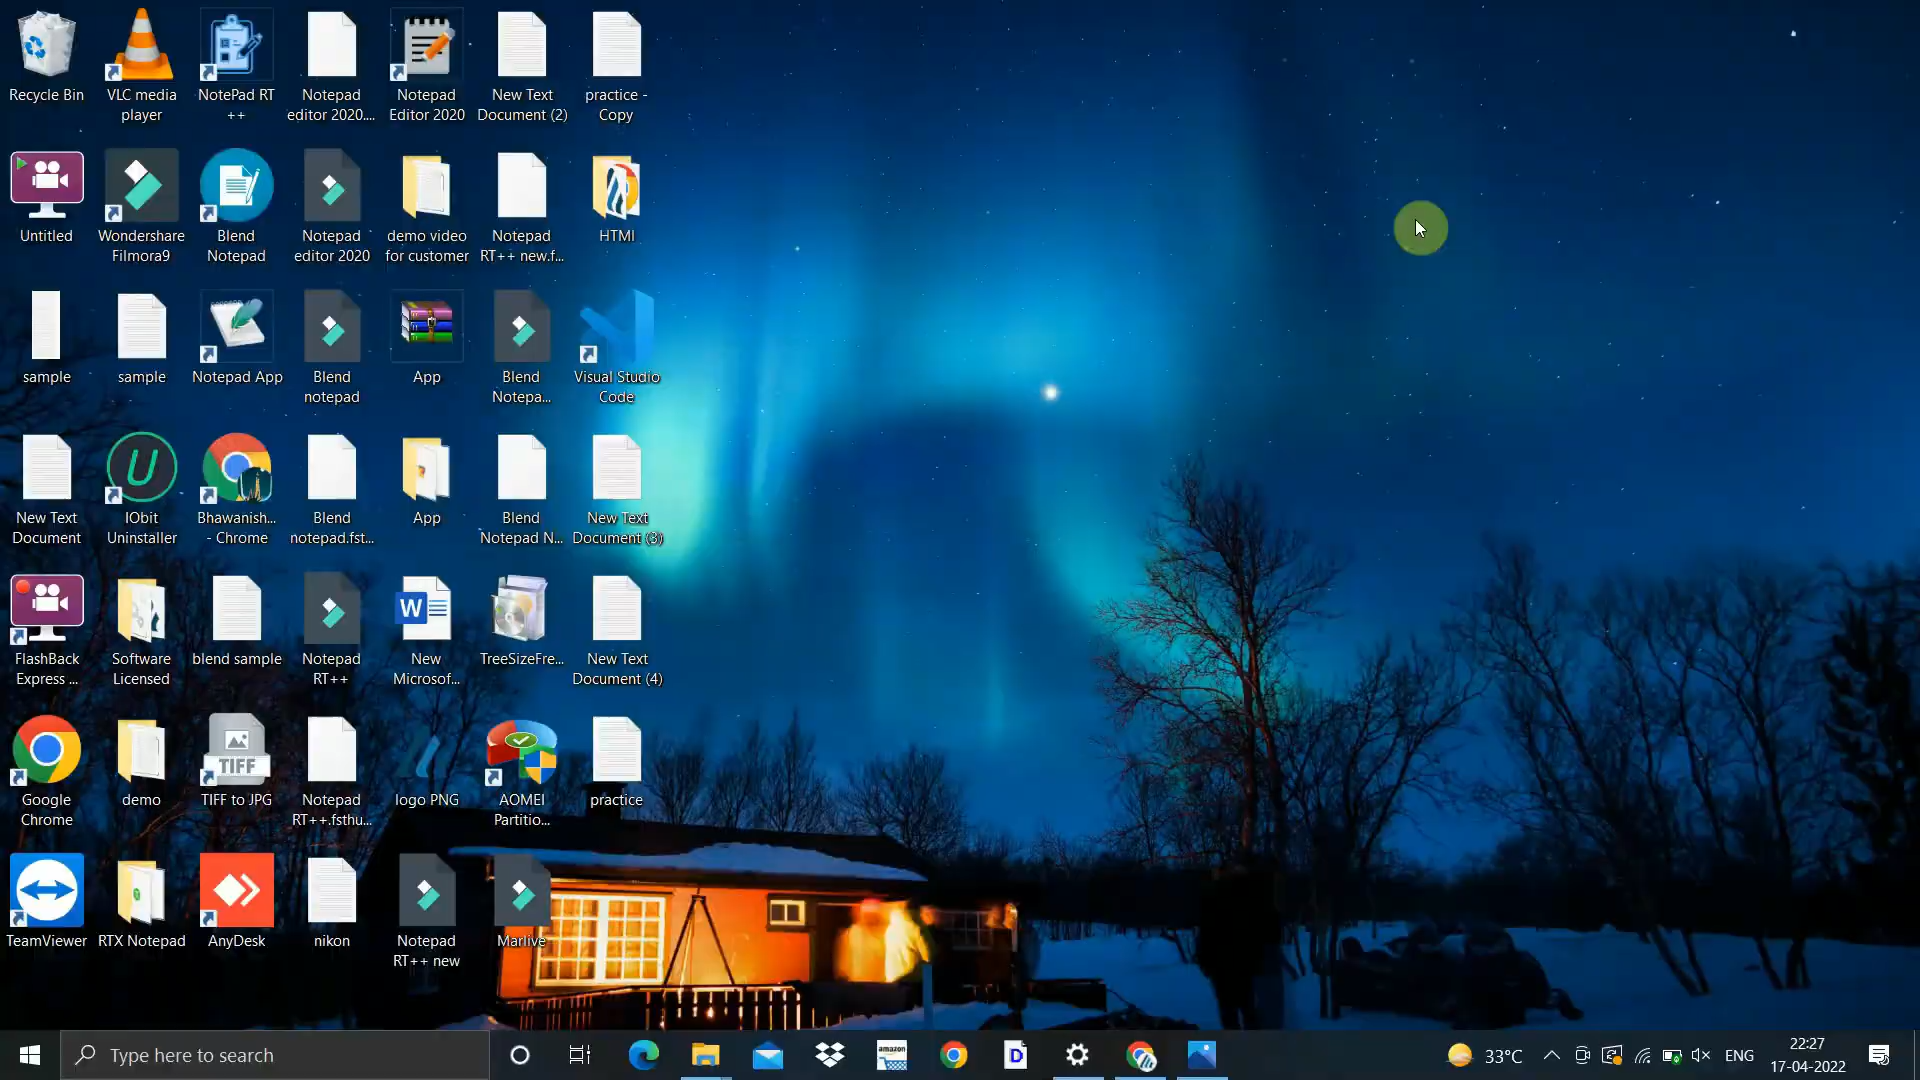 Recycle Bin
VLC media
player
NotePad RT
++
Notepad
editor 2020....
Notepad
Editor 2020
New Text
Document (2)
practice -
Copy
Untitled
Wondershare
Filmora9
Blend
Notepad
Notepad
editor 2020
demo video
for customer
Notepad
RT++ new.f...
HTMl
sample
sample
Notepad App
Blend
notepad
App
Blend
Notepa...
Visual Studio
Code
New Text
Document
IObit
Uninstaller
Bhawanish...
- Chrome
Blend
notepad.fst...
App
Blend
Notepad N...
New Text
Document (3)
FlashBack
Express ...
Software
Licensed
blend sample
Notepad
RT++
W
New
Microsof...
TreeSizeFre...
New Text
Document (4)
Google
Chrome
demo
TIFF
TIFF to JPG
Notepad
RT++.fsthu...
logo PNG
AOMEI
Partitio...
practice
TeamViewer
RTX Notepad
AnyDesk
nikon
Notepad
RT++ new
Marlive
Type here to search
amazon
D
33°C
ENG
22:27
17-04-2022